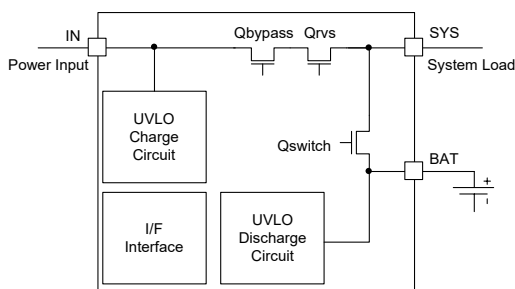 IN
Qbypass
Qrvs
SYS
Power Input
System Load
UVLO
Charge
Circuit
Qswitch
BAT
+
-
I/F
Interface
UVLO
Discharge
Circuit